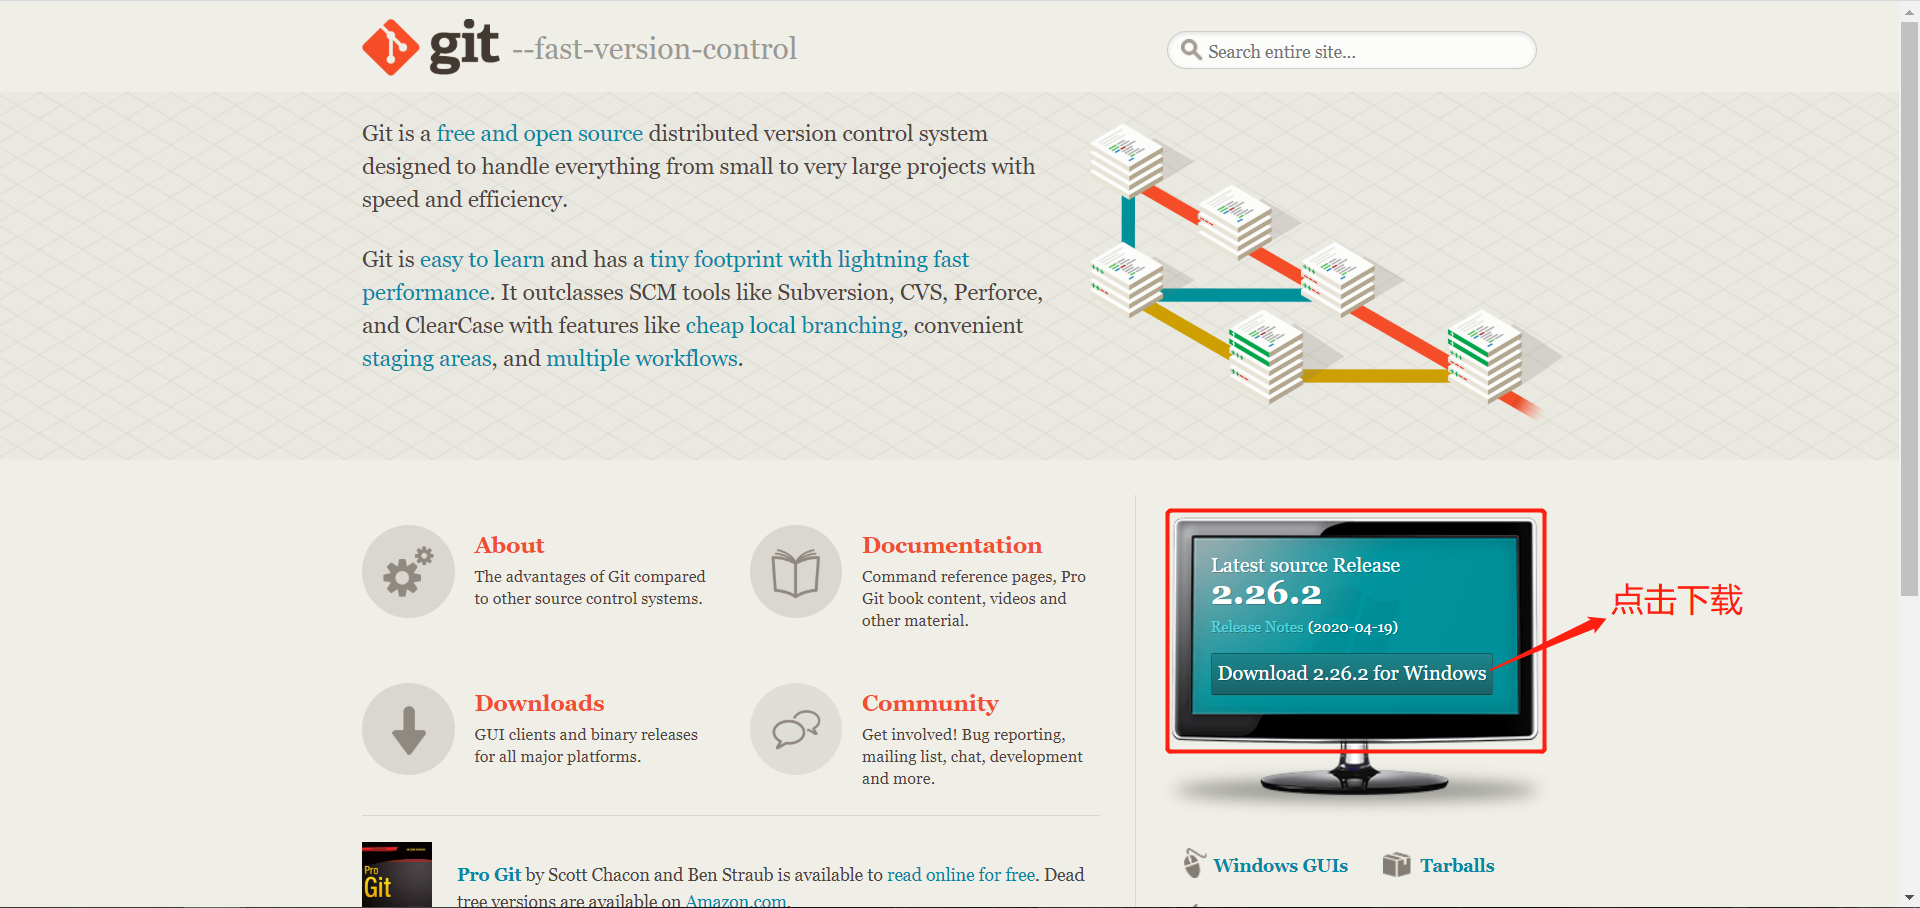 git --fast-version-control
Search entire site...
Git is a free and open source distributed version control system
designed to handle everything from small to very large projects with
speed and efficiency.
Git is easy to learn and has a tiny footprint with lightning fast
performance. It outclasses SCM tools like Subversion, CVS, Perforce,
and ClearCase with features like cheap local branching, convenient
staging areas, and multiple workflows.
About
The advantages of Git compared
to other source control systems.
Documentation
Command reference pages, Pro
Git book content, videos and
other material.
Downloads
GUI clients and binary releases
for all major platforms.
Community
Get involved! Bug reporting,
mailing list, chat, development
and more.
Latest source Release
2.26.2
Release Notes (2020-04-19)
Download 2.26.2 for Windows
点击下载
Windows GUIs
Tarballs
Pro
Git
Pro Git by Scott Chacon and Ben Straub is available to read online for free. Dead
tree versions are available on Amazon.com.